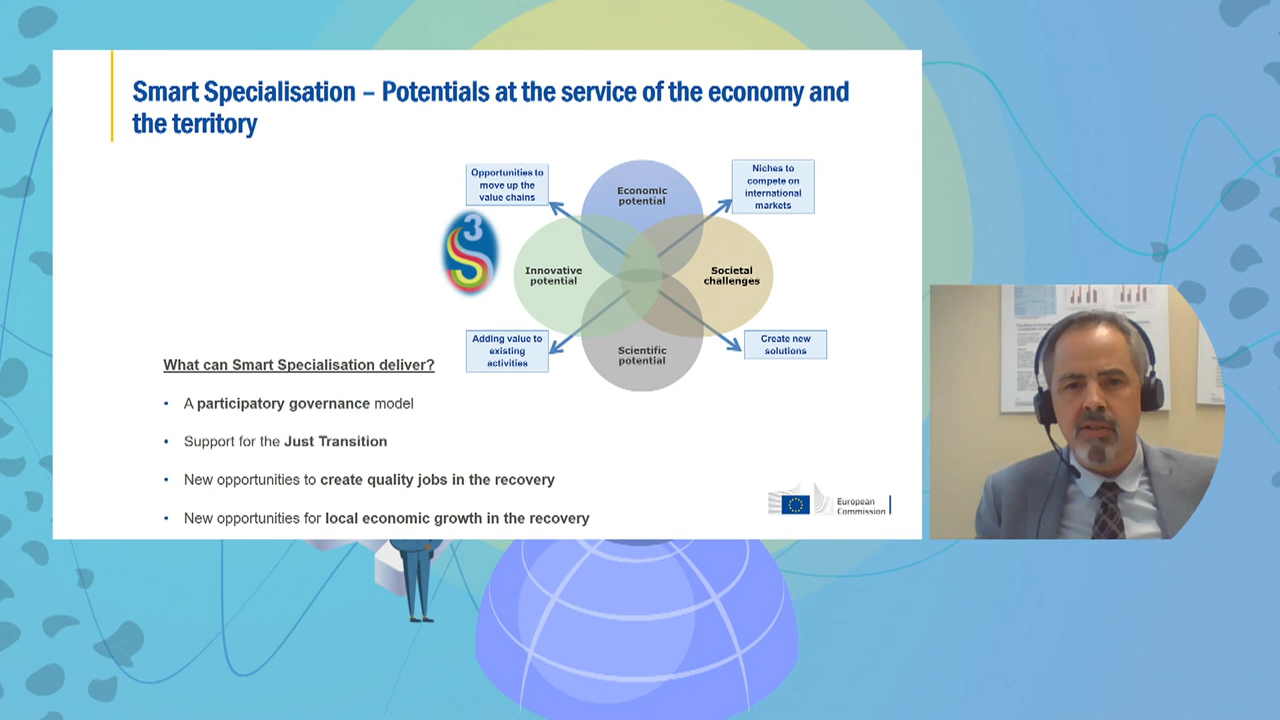 Smart Specialisation – Potentials at the service of the economy and
the territory
Opportunities to
move up the
value chains
Economic
potential
Niches to
compete on
international
markets
S3
Innovative
potential
Societal
challenges
Adding value to
existing
activities
Scientific
potential
Create new
solutions
What can Smart Specialisation deliver?
• A participatory governance model
• Support for the Just Transition
• New opportunities to create quality jobs in the recovery
• New opportunities for local economic growth in the recovery
European
Commission